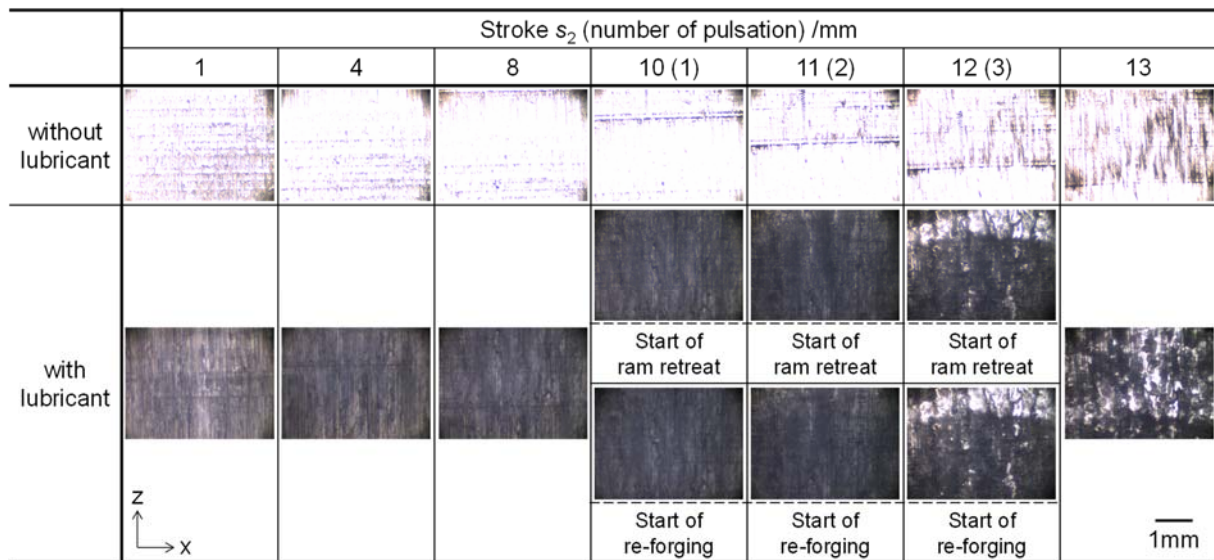 Stroke s₂ (number of pulsation) /mm
1 4 8 10 (1) 11 (2) 12 (3) 13
without
lubricant
with
lubricant
Start of
ram retreat
Start of
ram retreat
Start of
ram retreat
Start of
re-forging
Start of
re-forging
Start of
re-forging
z
x
1mm